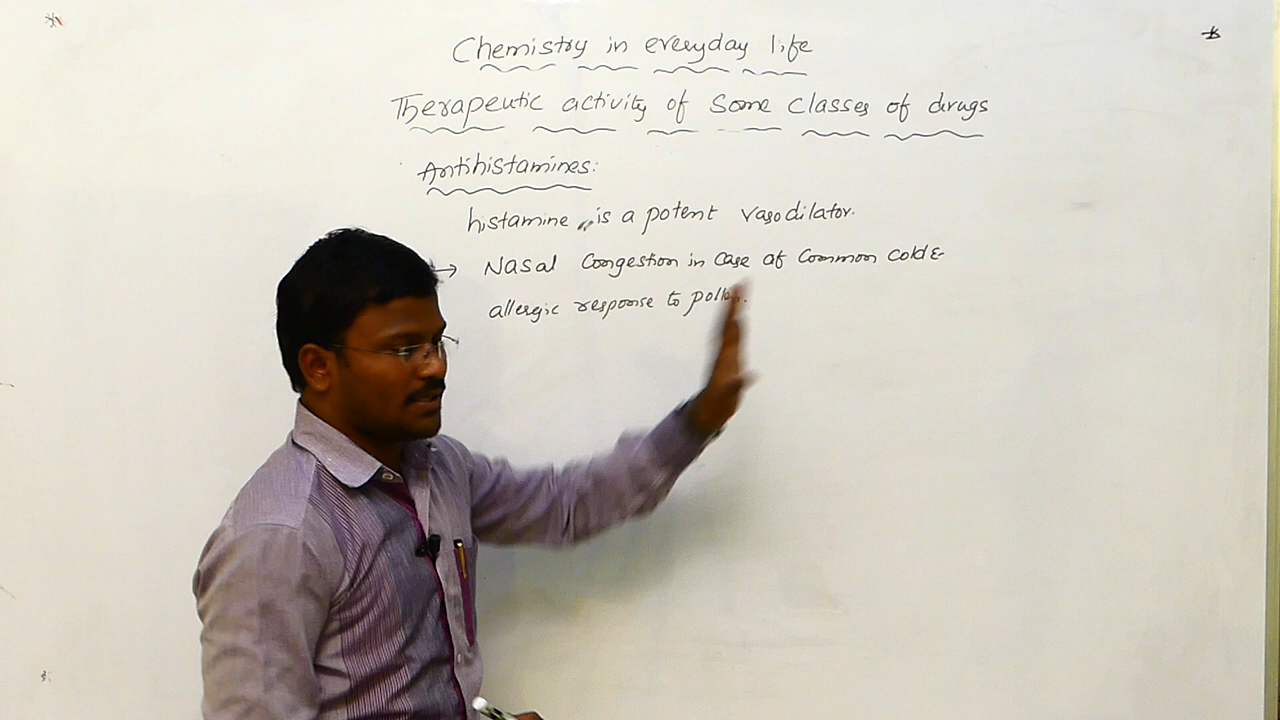 Chemistry in everyday life
Therapeutic activity of Some Classes of drugs
Antihistamines:
histamine is a potent vasodilator.
→ Nasal Congestion in Case of Common cold &
allergic response to pollen.